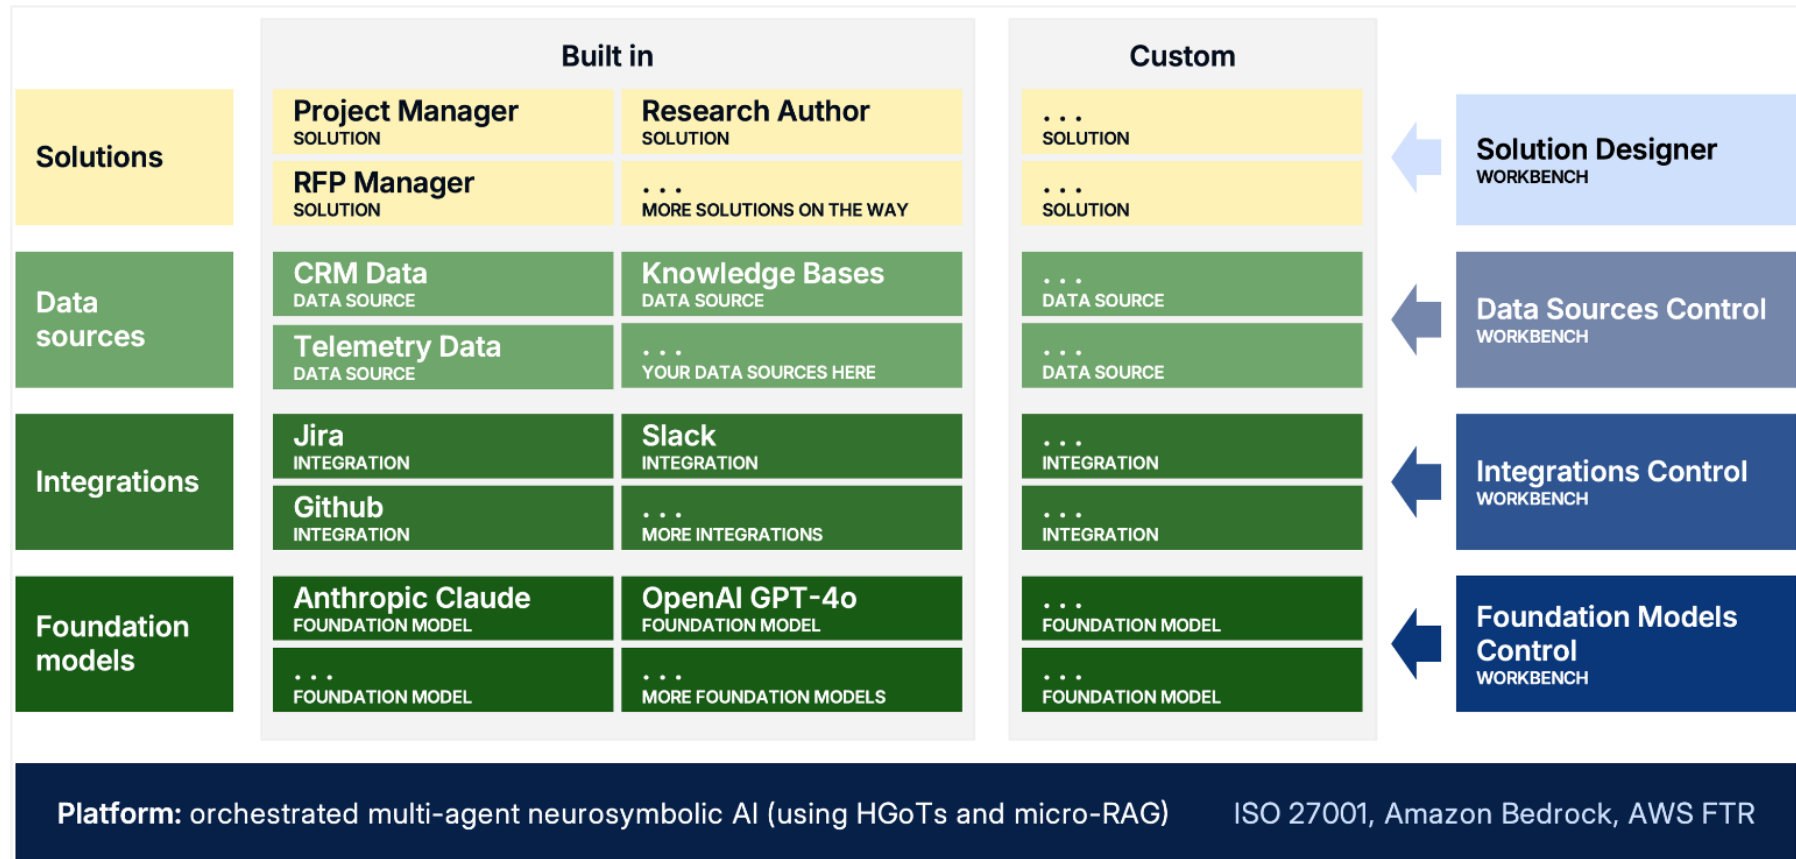 Built in
Custom
Solutions
Project Manager
SOLUTION
Research Author
SOLUTION
. . .
SOLUTION
RFP Manager
SOLUTION
. . .
MORE SOLUTIONS ON THE WAY
. . .
SOLUTION
Solution Designer
WORKBENCH
Data
sources
CRM Data
DATA SOURCE
Knowledge Bases
DATA SOURCE
. . .
DATA SOURCE
Telemetry Data
DATA SOURCE
. . .
YOUR DATA SOURCES HERE
. . .
DATA SOURCE
Data Sources Control
WORKBENCH
Integrations
Jira
INTEGRATION
Slack
INTEGRATION
. . .
INTEGRATION
Github
INTEGRATION
. . .
MORE INTEGRATIONS
. . .
INTEGRATION
Integrations Control
WORKBENCH
Foundation
models
Anthropic Claude
FOUNDATION MODEL
OpenAI GPT-4o
FOUNDATION MODEL
. . .
FOUNDATION MODEL
. . .
FOUNDATION MODEL
. . .
MORE FOUNDATION MODELS
. . .
FOUNDATION MODEL
Foundation Models
Control
WORKBENCH
Platform: orchestrated multi-agent neurosymbolic AI (using HGoTs and micro-RAG)
ISO 27001, Amazon Bedrock, AWS FTR